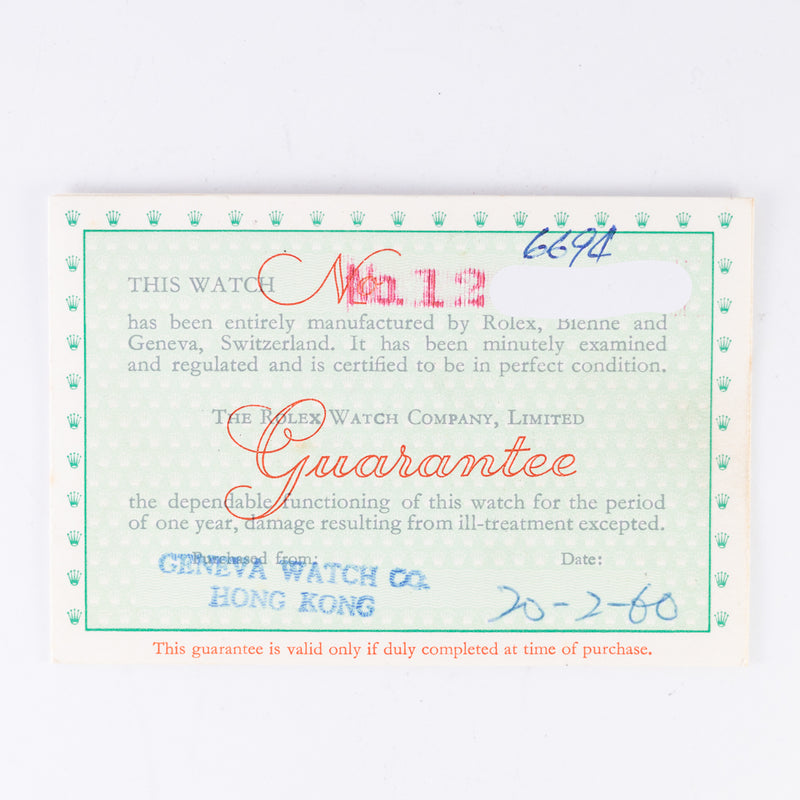 6694
THIS WATCH No No. 12
has been entirely manufactured by Rolex, Bienne and
Geneva, Switzerland. It has been minutely examined
and regulated and is certified to be in perfect condition.
THE ROLEX WATCH COMPANY, LIMITED
Guarantee
the dependable functioning of this watch for the period
of one year, damage resulting from ill-treatment excepted.
Purchased from: Date:
GENEVA WATCH CO.
HONG KONG 20-2-60
This guarantee is valid only if duly completed at time of purchase.